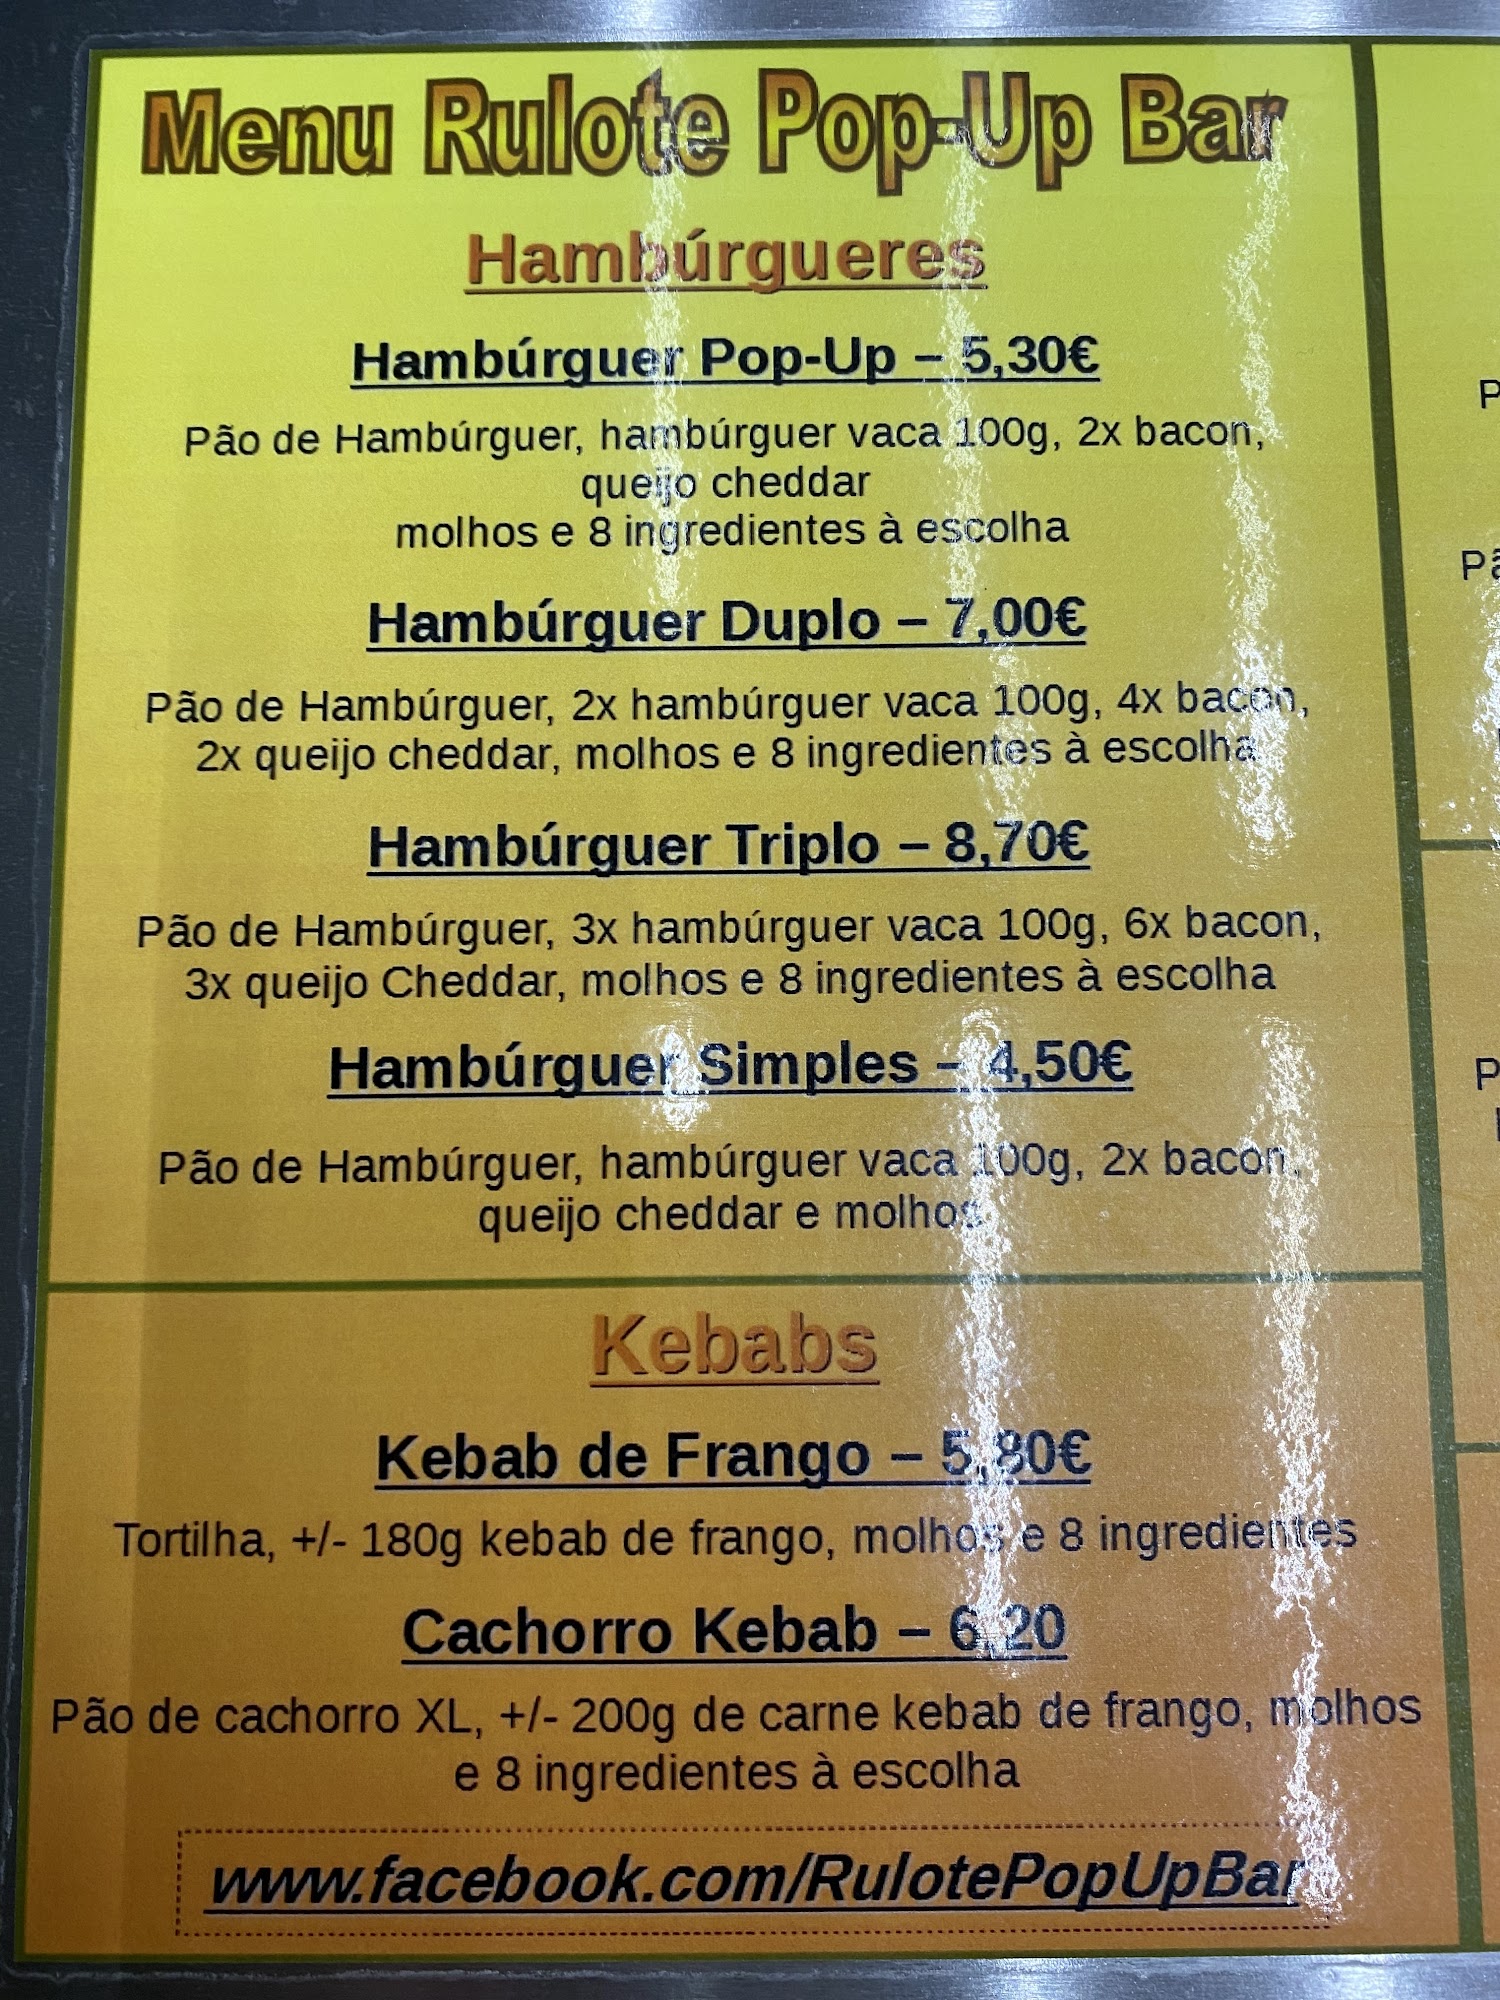 Menu Rulote Pop-Up Bar
Hambúrgueres
Hambúrguer Pop-Up – 5,30€
Pão de Hambúrguer, hambúrguer vaca 100g, 2x bacon,
queijo cheddar
molhos e 8 ingredientes à escolha
Hambúrguer Duplo – 7,00€
Pão de Hambúrguer, 2x hambúrguer vaca 100g, 4x bacon,
2x queijo cheddar, molhos e 8 ingredientes à escolha
Hambúrguer Triplo – 8,70€
Pão de Hambúrguer, 3x hambúrguer vaca 100g, 6x bacon,
3x queijo Cheddar, molhos e 8 ingredientes à escolha
Hambúrguer Simples – 4,50€
Pão de Hambúrguer, hambúrguer vaca 100g, 2x bacon,
queijo cheddar e molhos
Kebabs
Kebab de Frango – 5,80€
Tortilha, +/- 180g kebab de frango, molhos e 8 ingredientes
Cachorro Kebab – 6,20
Pão de cachorro XL, +/- 200g de carne kebab de frango, molhos
e 8 ingredientes à escolha
www.facebook.com/RulotePopUpBar